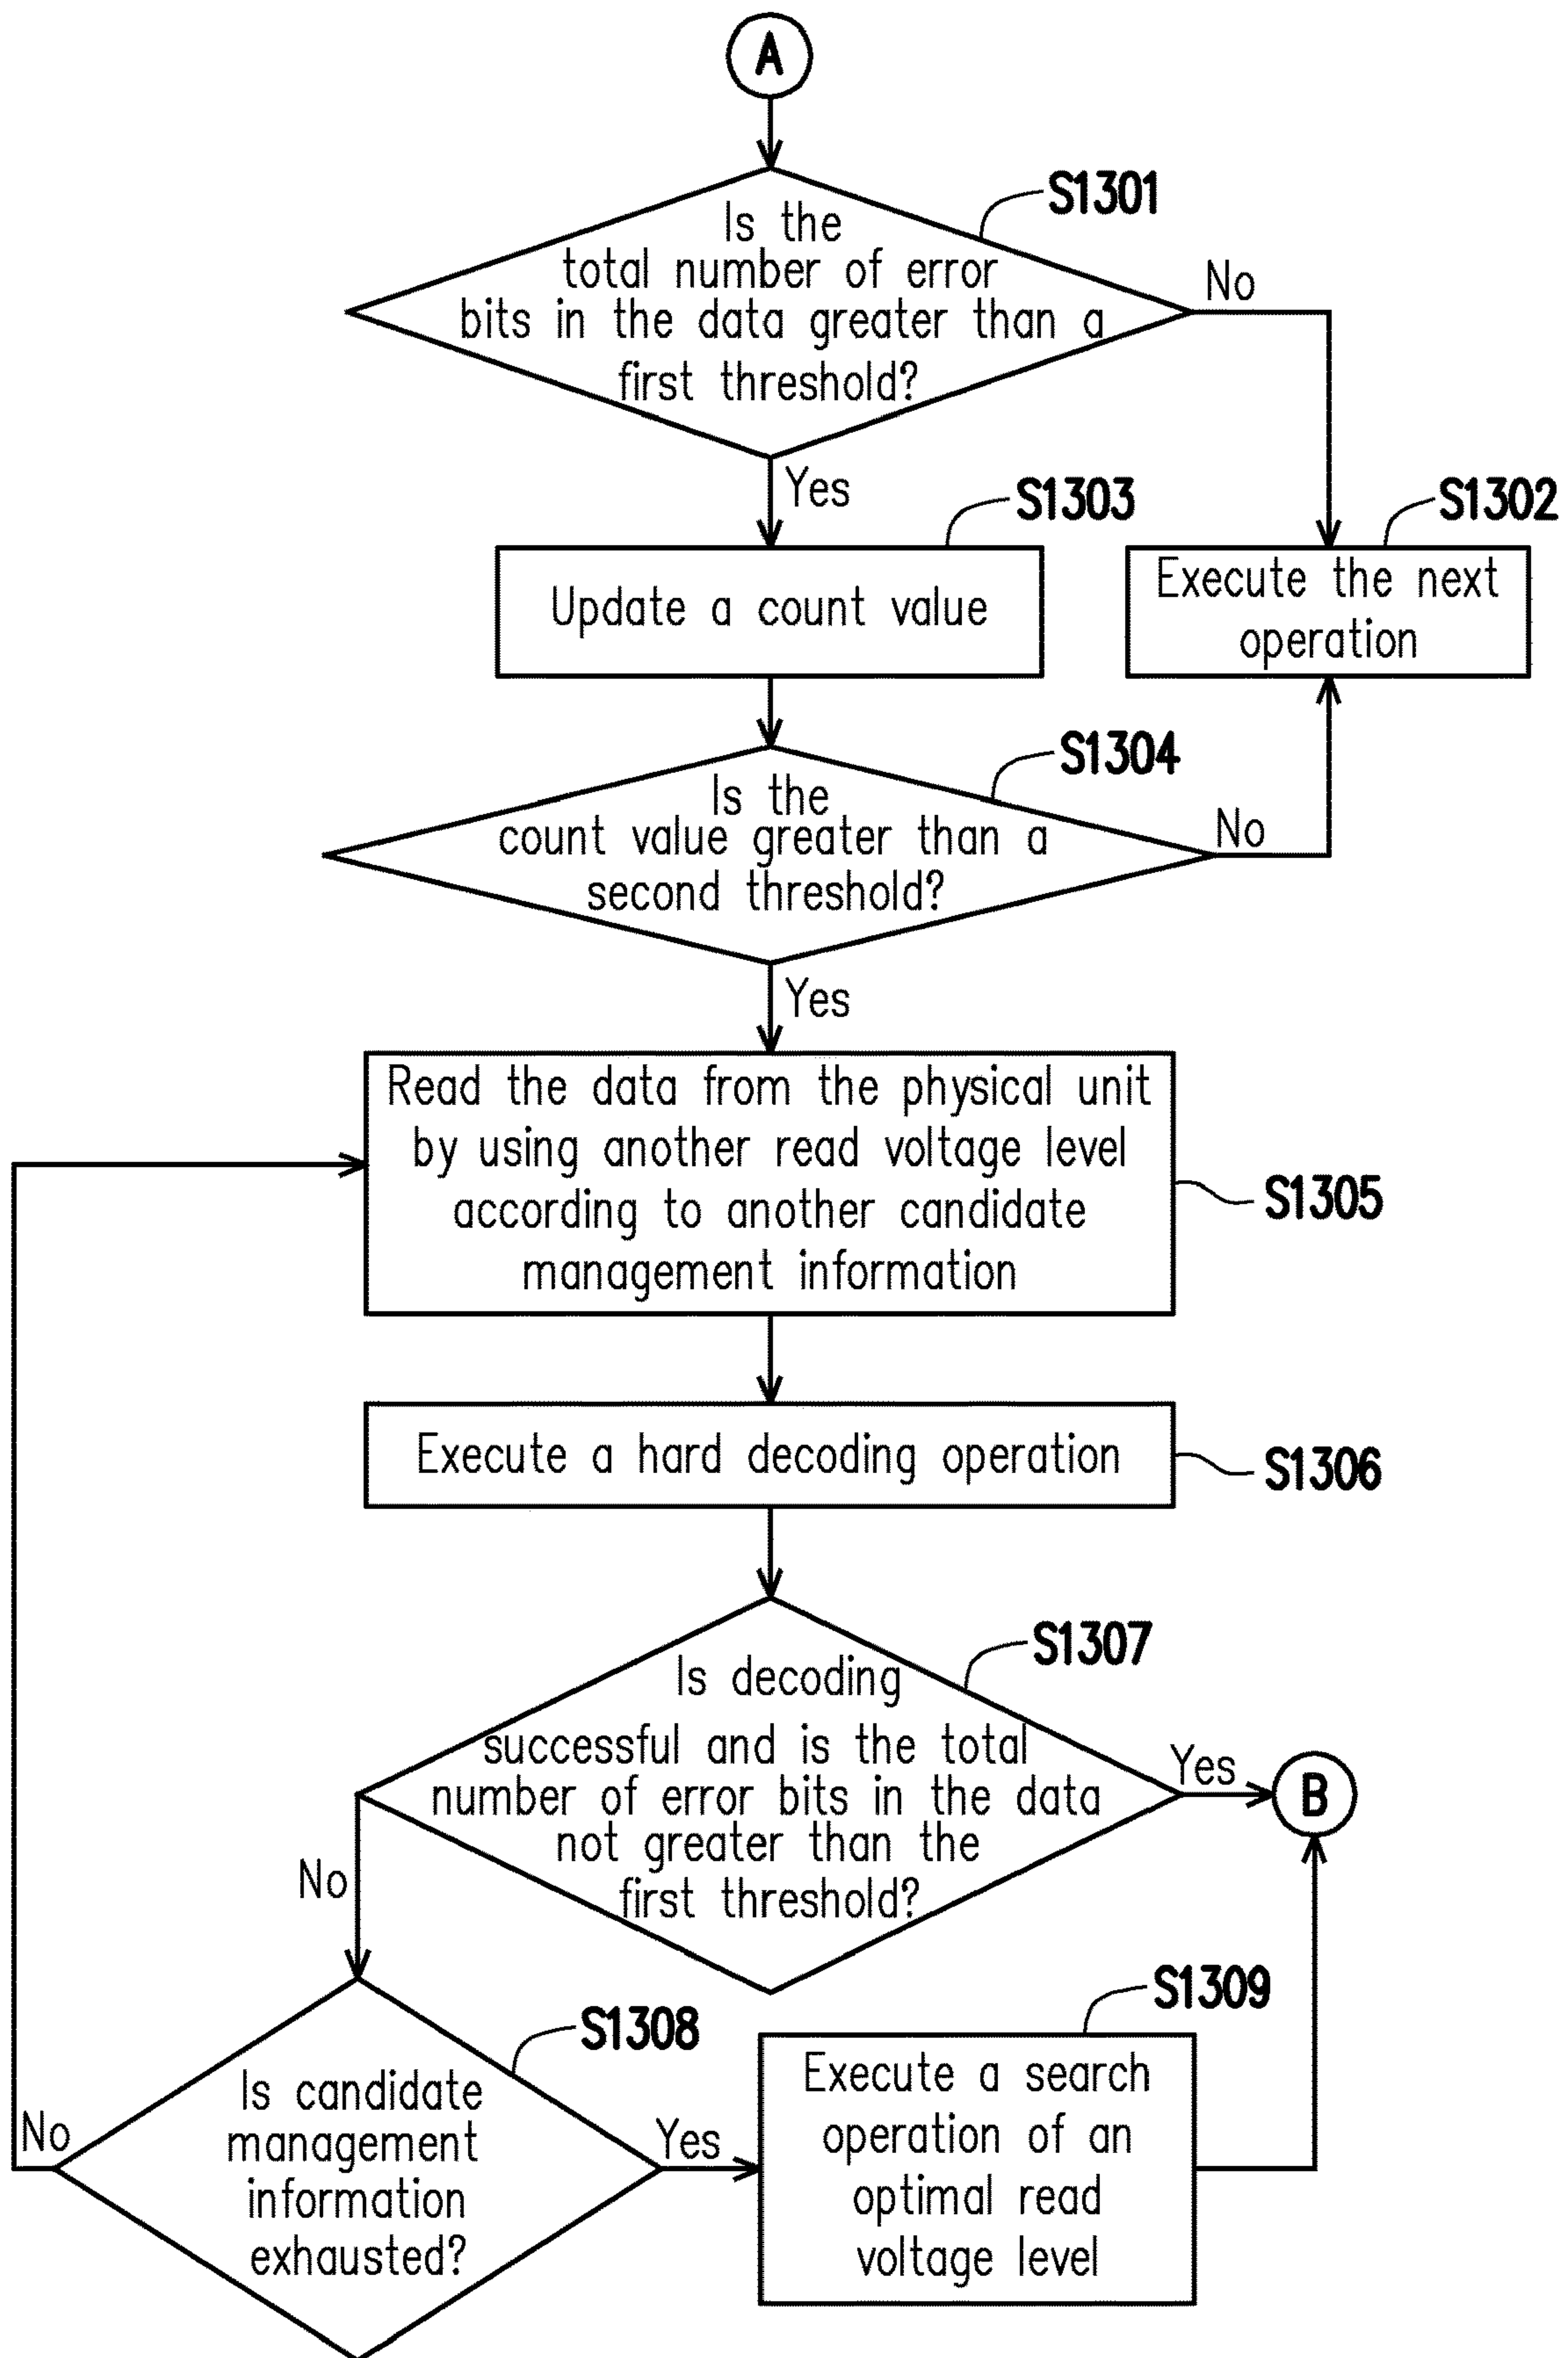 A
S1301
Is the
total number of error
bits in the data greater than a
first threshold?
No
Yes
S1303
S1302
Update a count value
Execute the next
operation
S1304
Is the
count value greater than a
second threshold?
No
Yes
Read the data from the physical unit
by using another read voltage level
according to another candidate
management information
S1305
Execute a hard decoding operation
S1306
S1307
Is decoding
successful and is the total
number of error bits in the data
not greater than the
first threshold?
Yes
B
No
S1309
S1308
Is candidate
management
information
exhausted?
No
Yes
Execute a search
operation of an
optimal read
voltage level